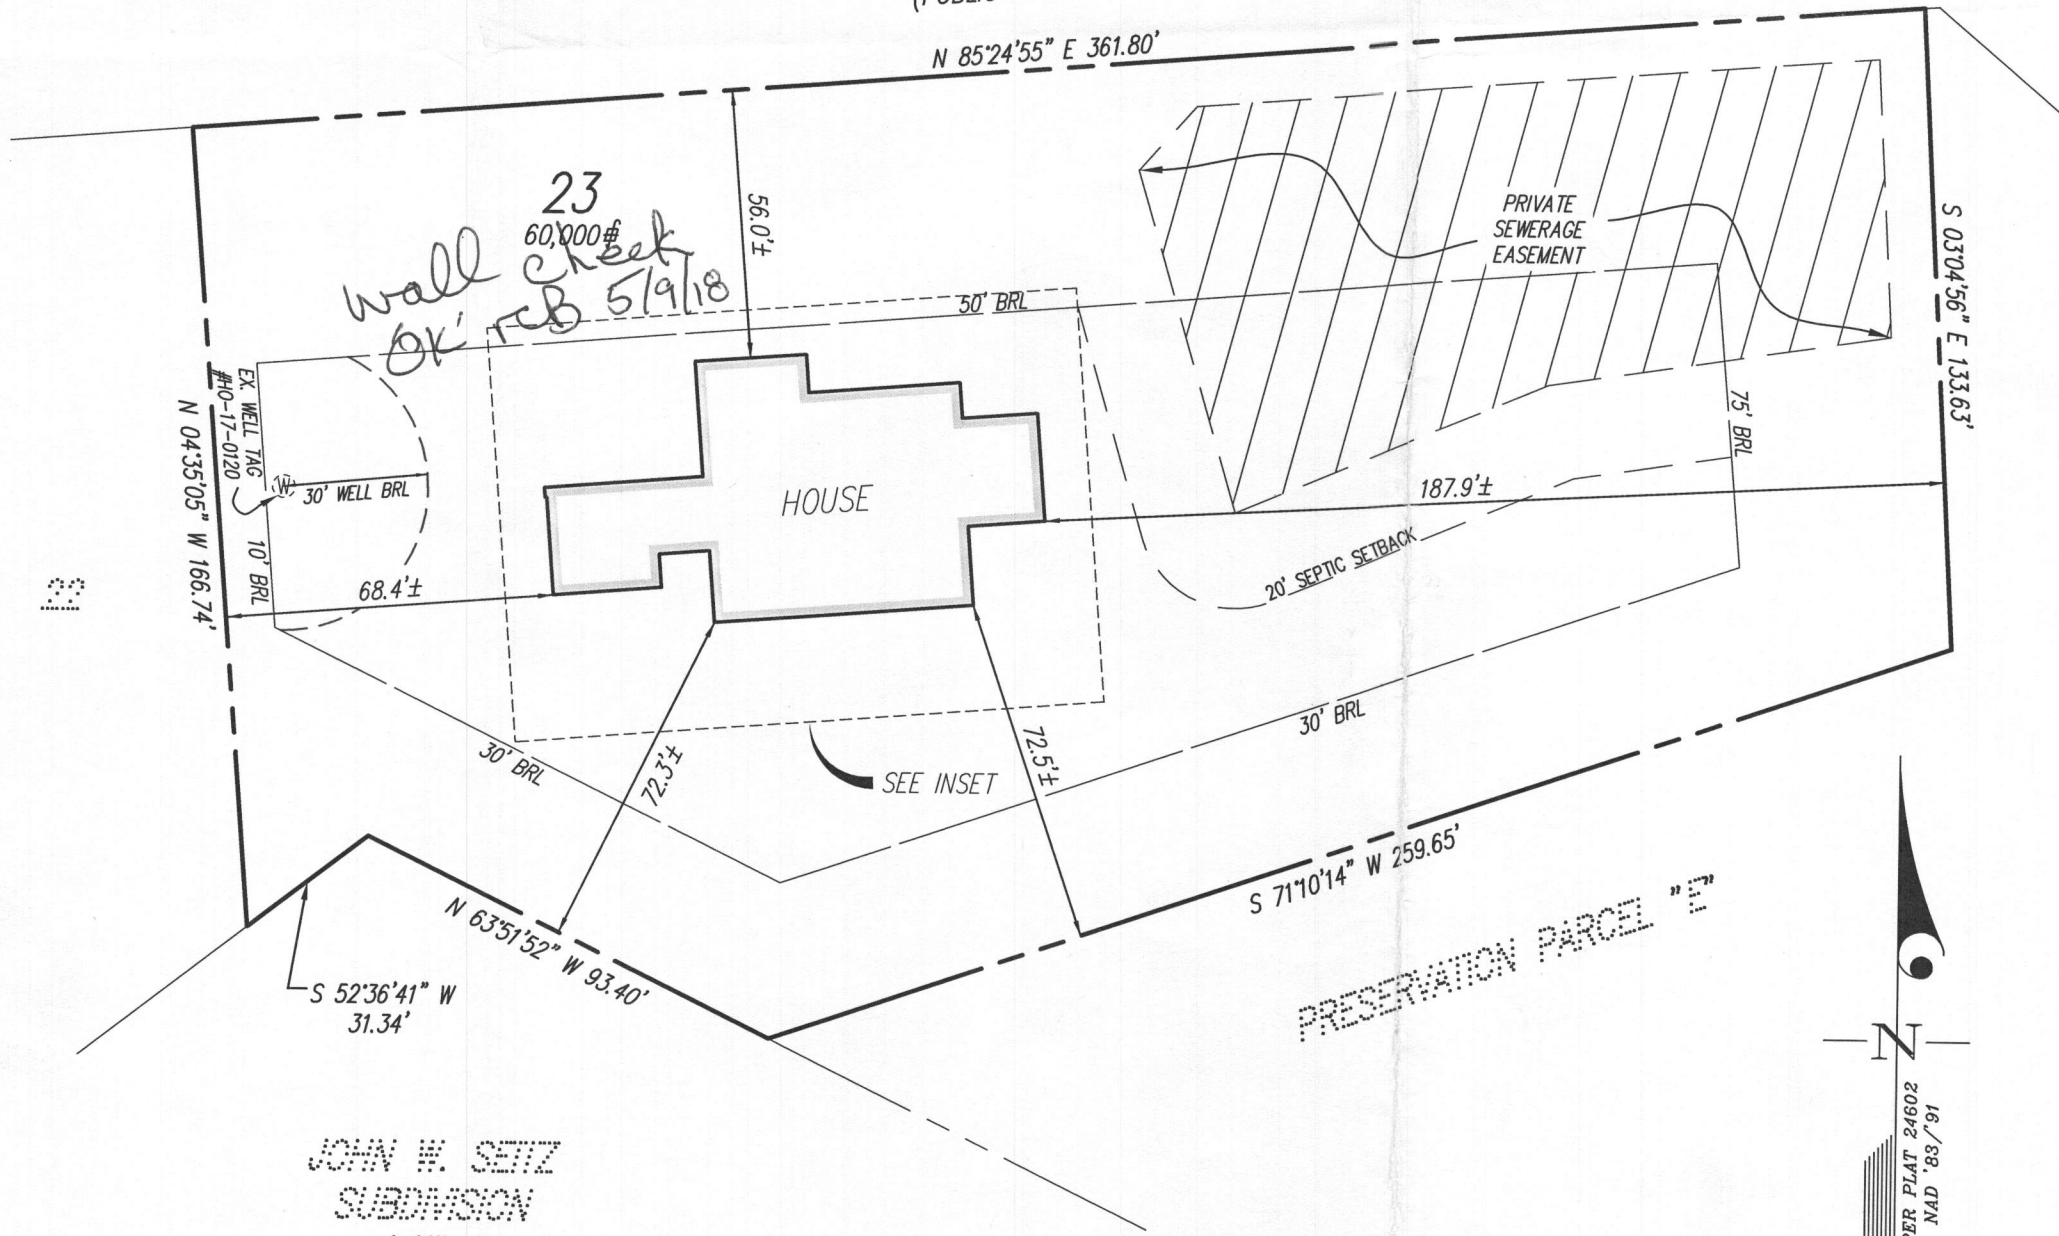 N 85°24'55" E 361.80'
23
60,000#
wall check
OK rcB 5/9/18
56.0'±
PRIVATE
SEWERAGE
EASEMENT
S 03°04'56" E 133.63'
50' BRL
75' BRL
EX. WELL TAG
#HO-17-0120
W
30' WELL BRL
N 04°35'05" W 166.74'
10' BRL
HOUSE
187.9'±
20' SEPTIC SETBACK
22
68.4'±
30' BRL
72.3'±
SEE INSET
72.5'±
30' BRL
S 71°10'14" W 259.65'
N 63°51'52" W 93.40'
S 52°36'41" W
31.34'
PRESERVATION PARCEL "E"
N
PER PLAT 24602
NAD '83/'91
JOHN W. SEITZ
SUBDIVISION